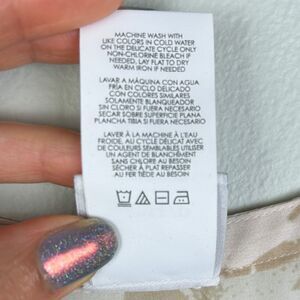 MACHINE WASH WITH
LIKE COLORS IN COLD WATER
ON THE DELICATE CYCLE ONLY
NON-CHLORINE BLEACH IF
NEEDED, LAY FLAT TO DRY
WARM IRON IF NEEDED
LAVAR A MÁQUINA CON AGUA
FRÍA EN CICLO DELICADO
CON COLORES SIMILARES
SOLAMENTE BLANQUEADOR
SIN CLORO SI FUERA NECESARIO
SECAR SOBRE SUPERFICIE PLANA
PLANCHA TIBIA SI FUERA NECESARIO
LAVER À LA MACHINE À L'EAU
FROIDE, AU CYCLE DÉLICAT AVEC
DE COULEURS SEMBLABLES UTILISER
UN AGENT DE BLANCHIMENT
SANS CHLORE AU BESOIN
SÉCHER À PLAT REPASSER
AU FER TIÈDE AU BESOIN